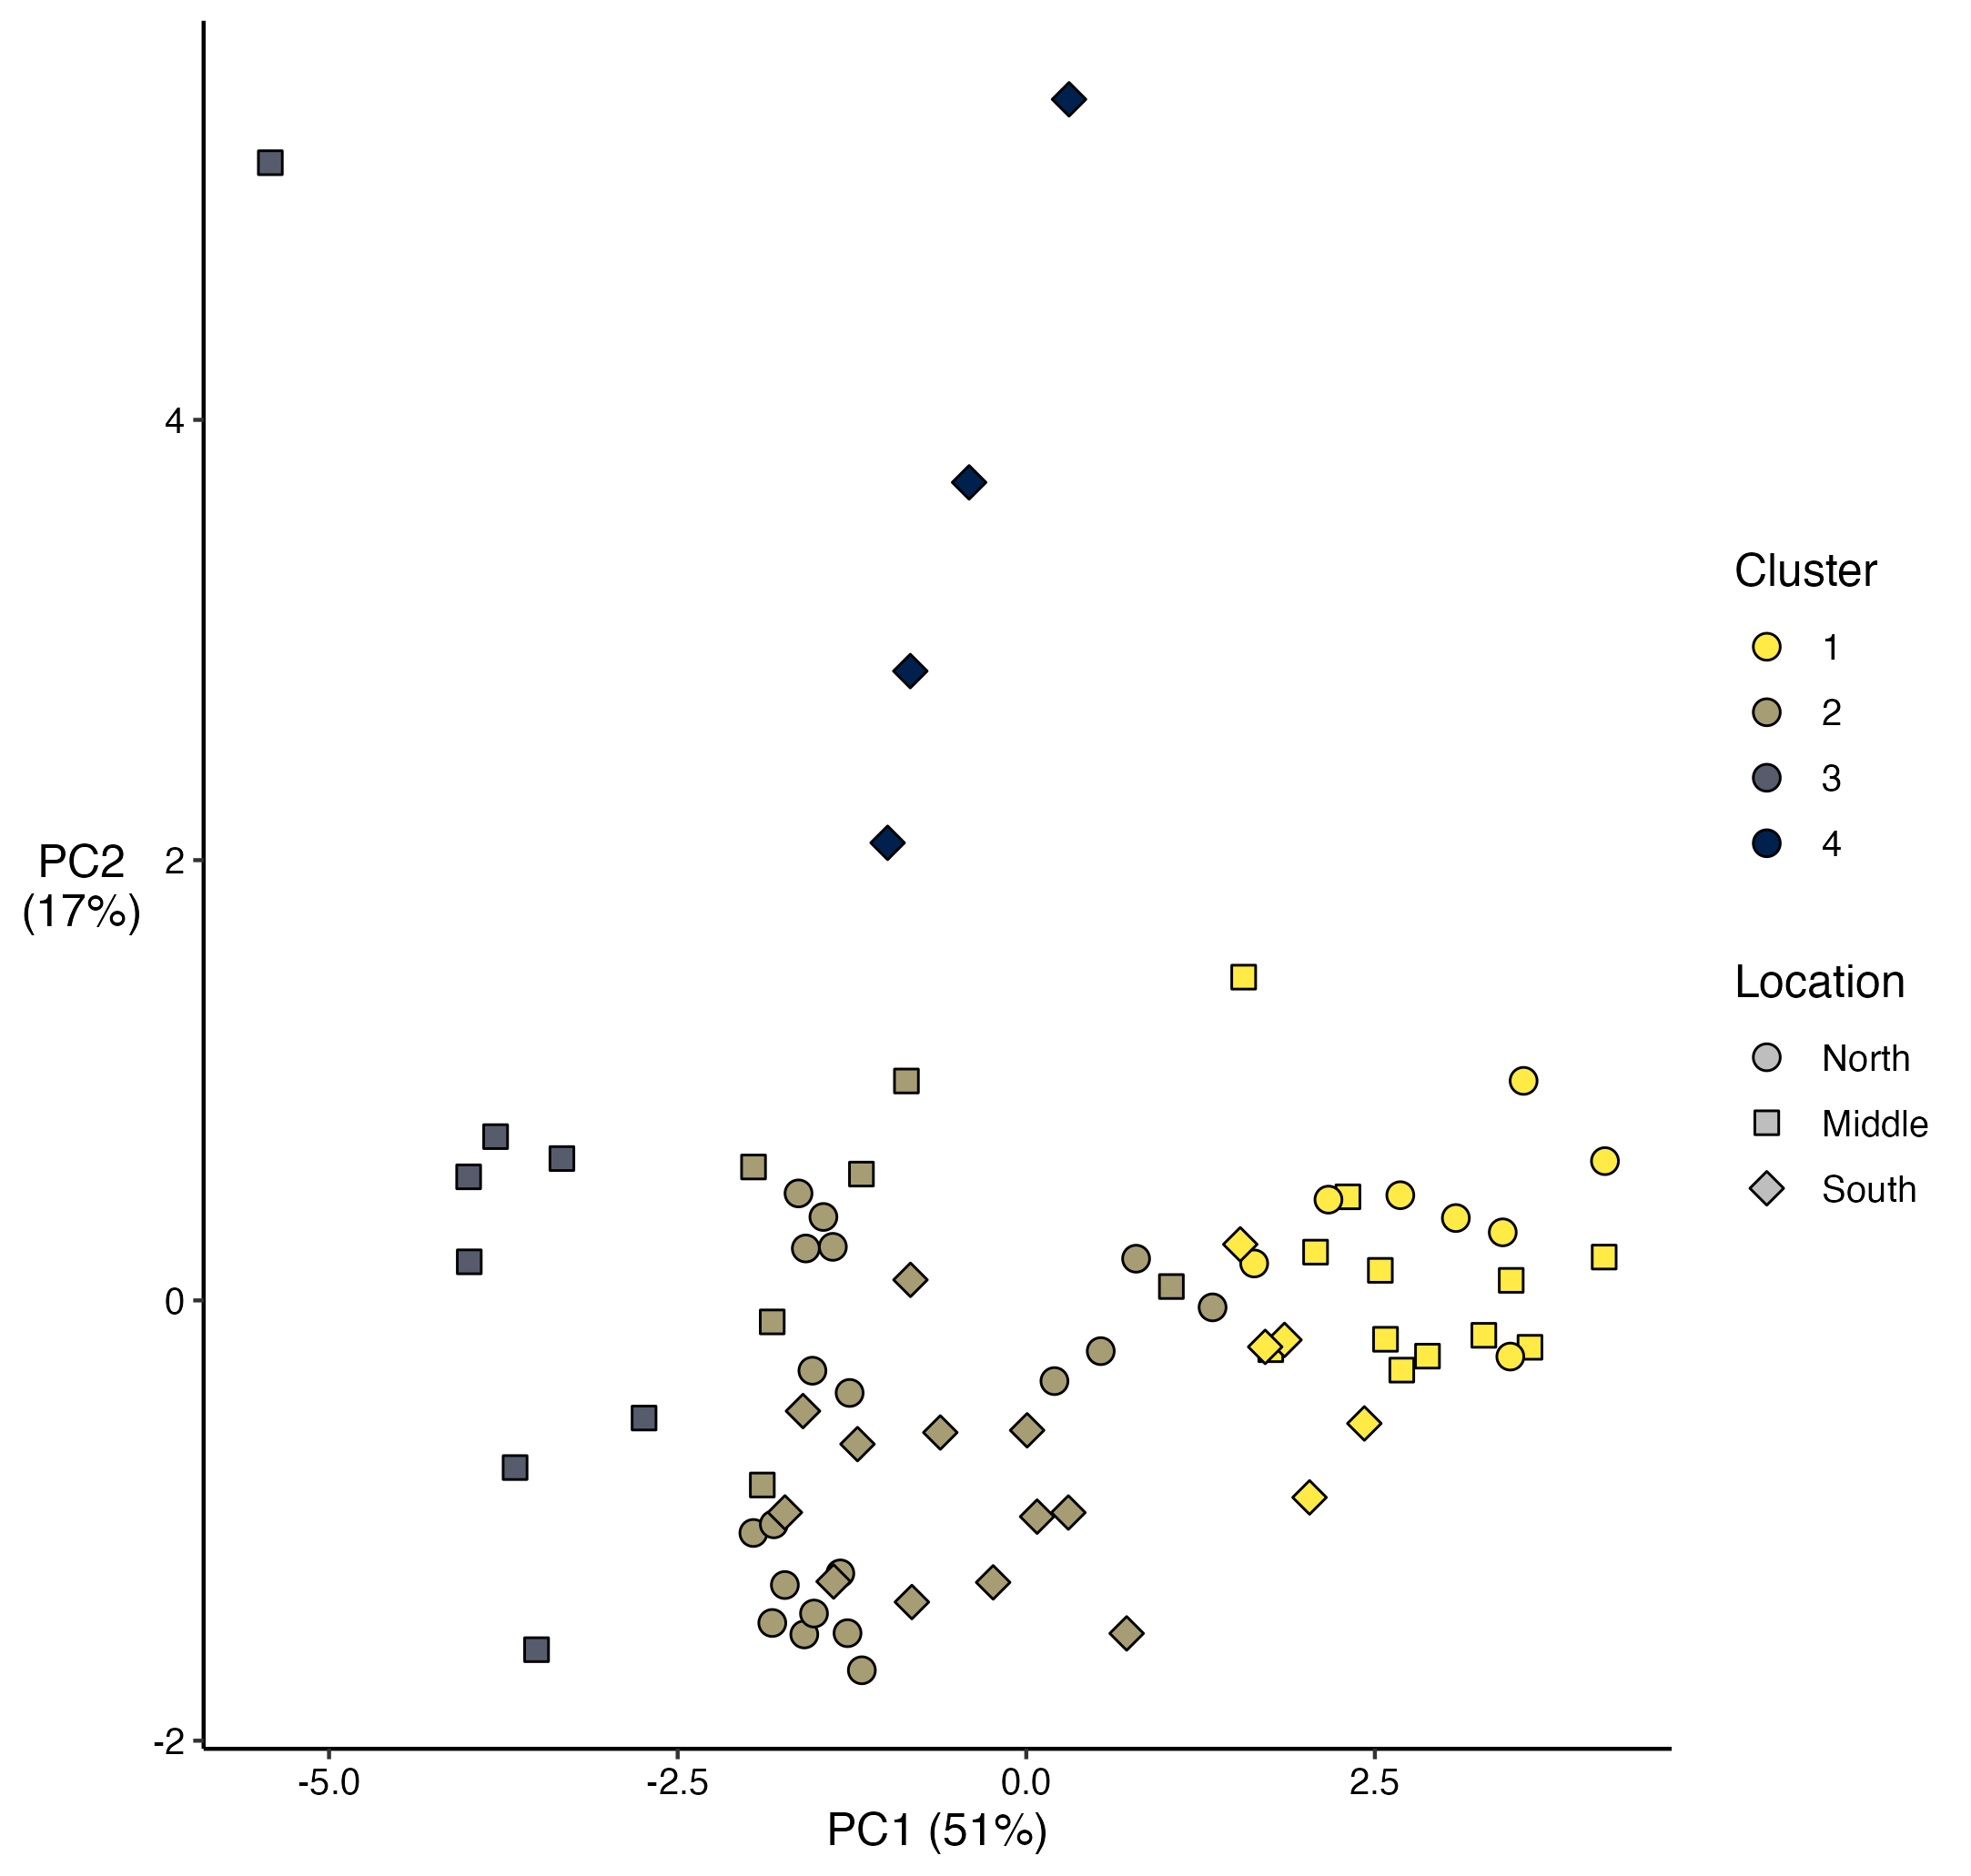 4
2
0
-2
PC2
(17%)
-5.0 -2.5 0.0 2.5
PC1 (51%)
Cluster
1
2
3
4
Location
North
Middle
South